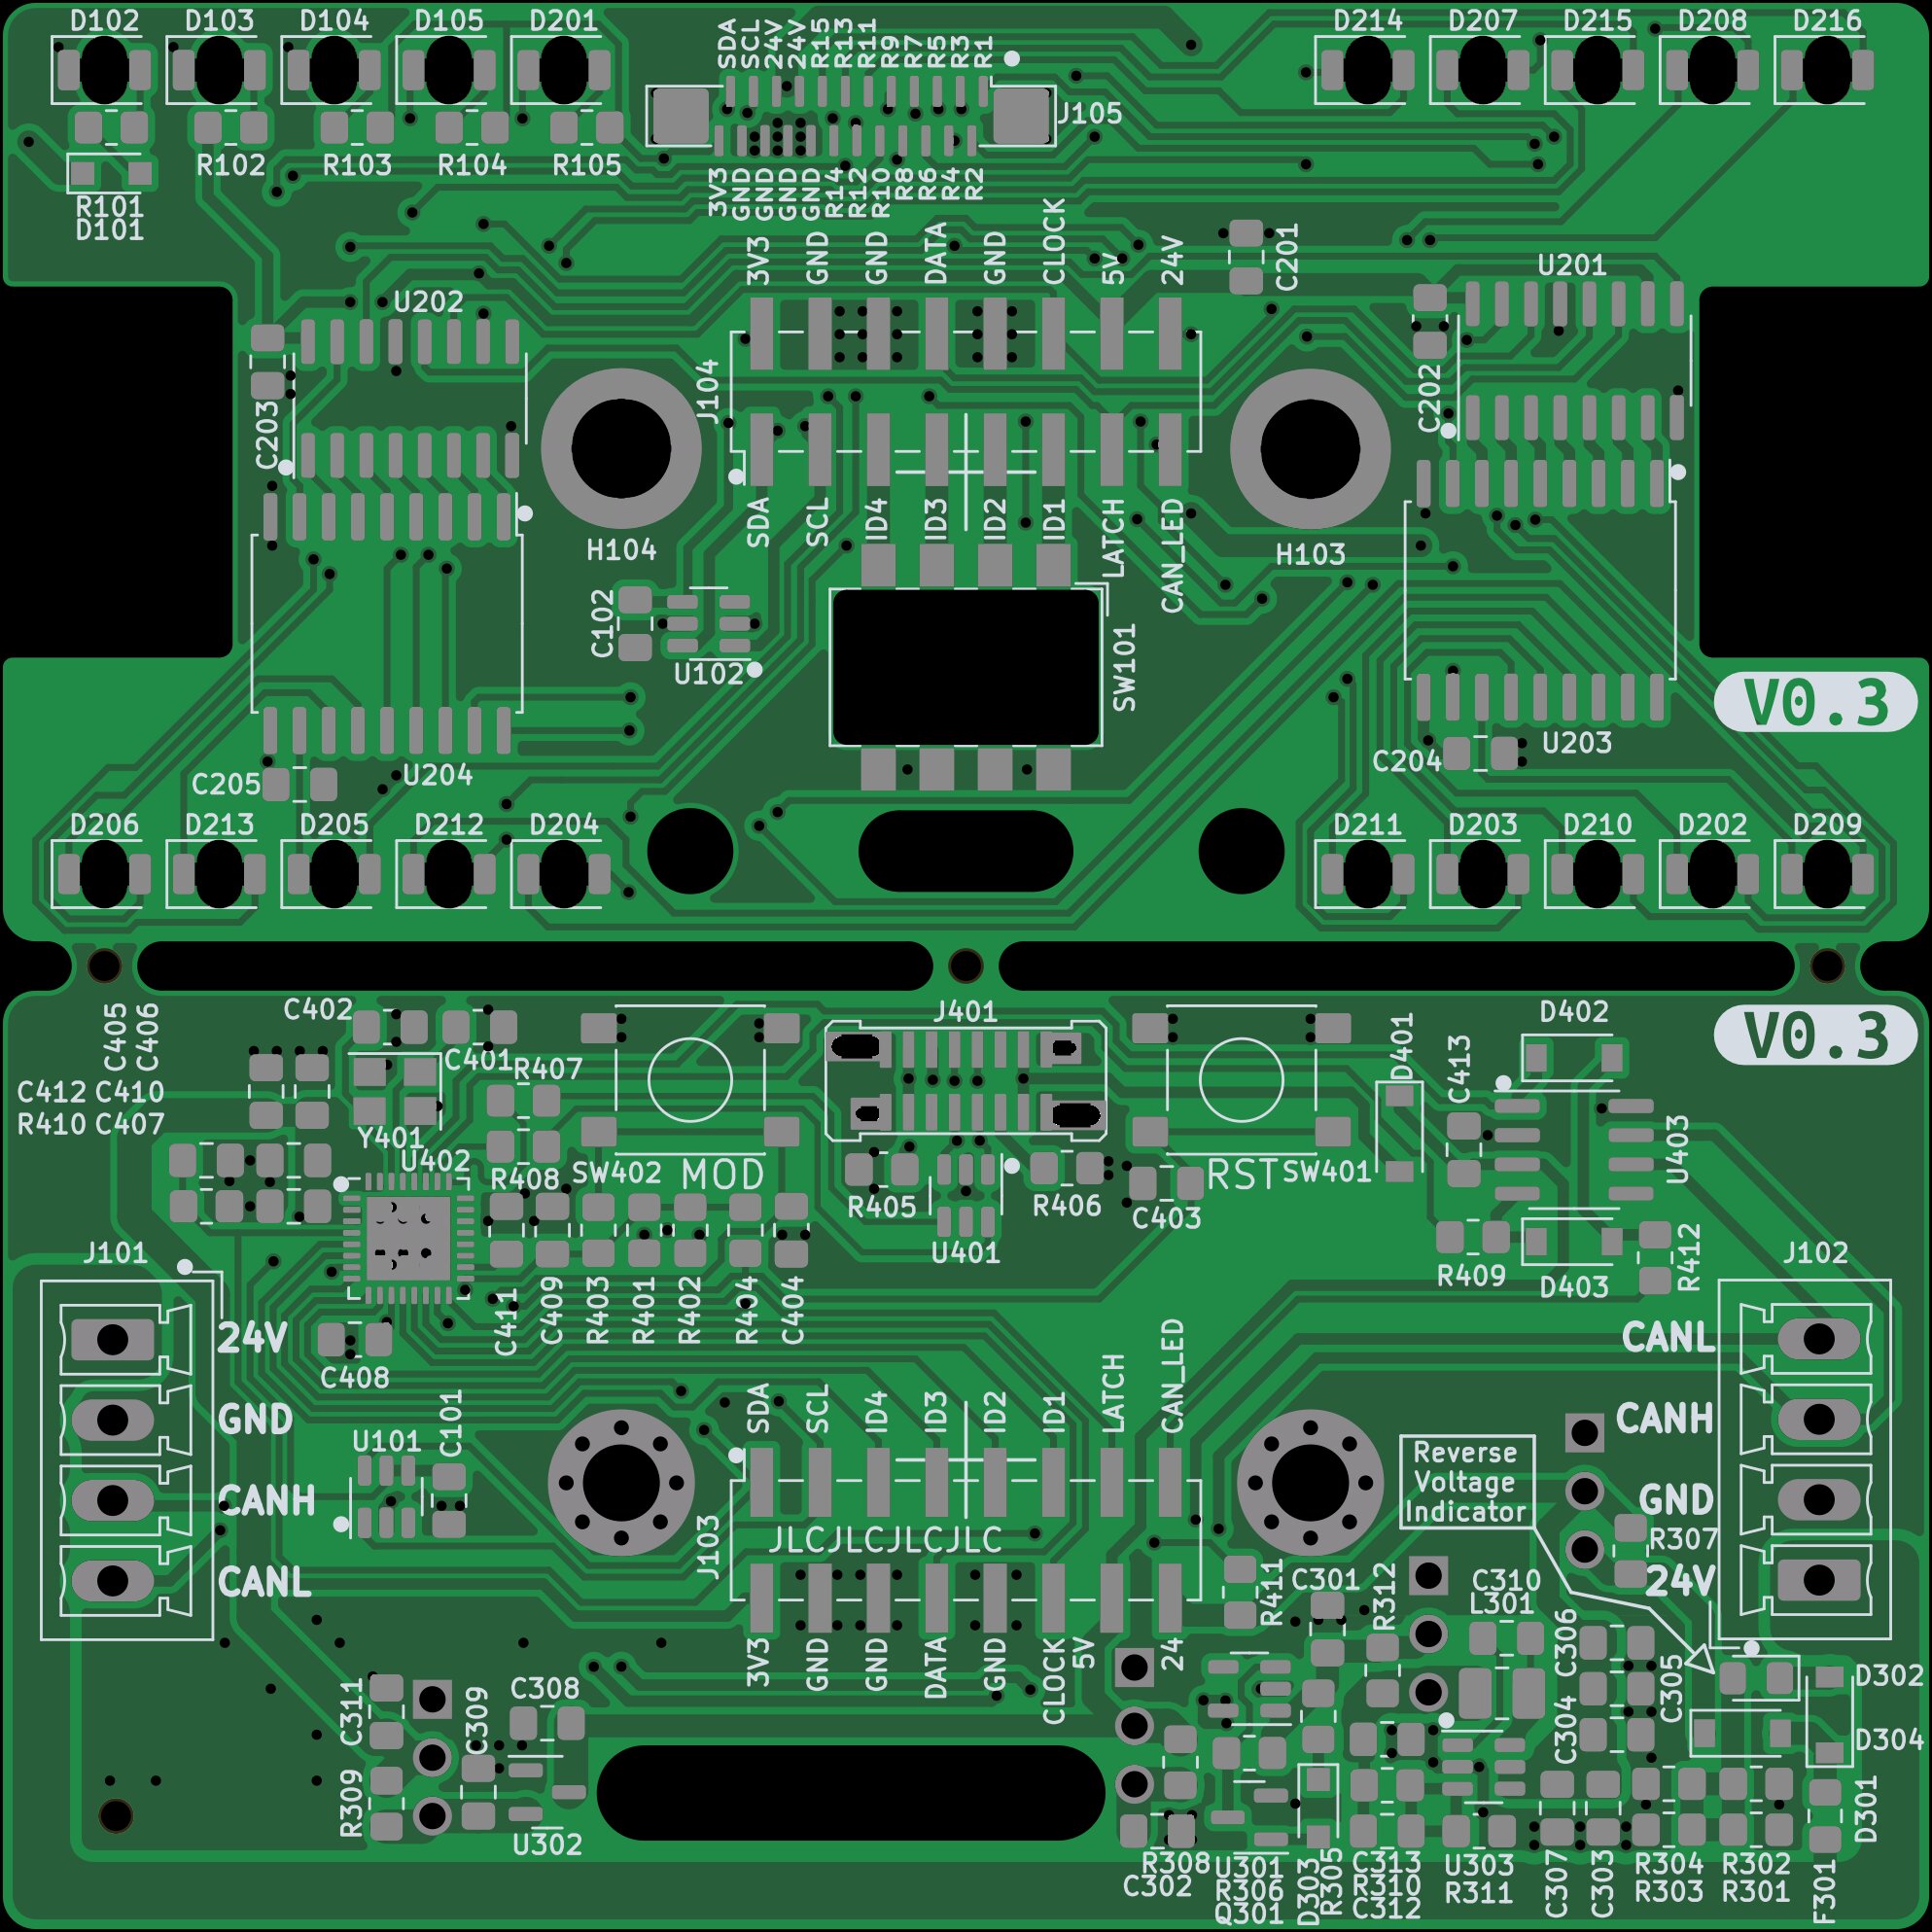 D102 D103 D104 D105 D201
SDA SCL 24V 24V R15 R13 R11 R9 R7 R5 R3 R1
D214 D207 D215 D208 D216
J105
R102 R103 R104 R105
R101
D101
3V3 GND GND GND GND R14 R12 R10 R8 R6 R4 R2
3V3 GND GND DATA GND CLOCK 5V 24V
C201
U201
U202
C203
J104
C202
SDA SCL ID4 ID3 ID2 ID1 LATCH CAN_LED
H104
H103
C102
U102
SW101
V0.3
U203
C204
C205
U204
D206 D213 D205 D212 D204
D211 D203 D210 D202 D209
C405 C406
C402
C401
J401
D401
D402
V0.3
C413
R407
C412 C410
R410 C407
Y401
U402
R408
SW402
MOD
R405
R406
RST
SW401
U403
C403
U401
J101
R409
R412
D403
J102
C411 C409 R403 R401 R402 R404 C404
24V
CANL
C408
SDA SCL ID4 ID3 ID2 ID1 LATCH CAN_LED
GND
CANH
C101
U101
Reverse
Voltage
Indicator
CANH
GND
J103
JLCJLCJLCJLC
R307
CANL
24V
R411
C301
R312
C310
L301
3V3 GND GND DATA GND CLOCK 5V 24
C306
C305
D302
C311
C309
C308
C304
D304
R309
U302
D301
R308
C302
U301
R306
Q301
D303
R305
C313
R310
C312
U303
R311
C307
C303
R304
R303
R302
R301
F301